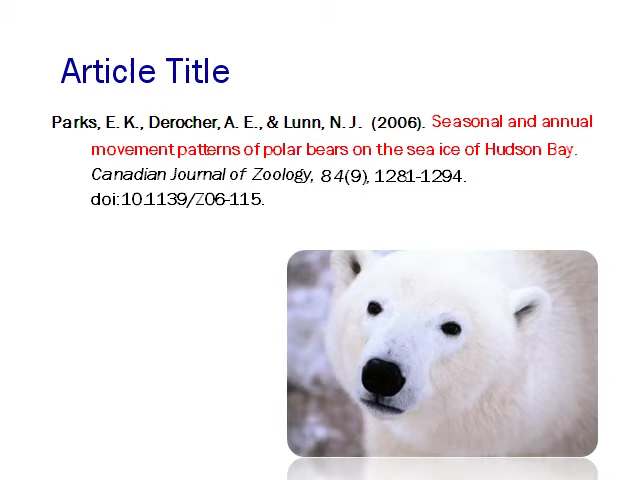 Article Title
Parks, E. K., Derocher, A. E., & Lunn, N. J. (2006). Seasonal and annual
movement patterns of polar bears on the sea ice of Hudson Bay.
Canadian Journal of Zoology, 84(9), 1281-1294.
doi:10.1139/Z06-115.